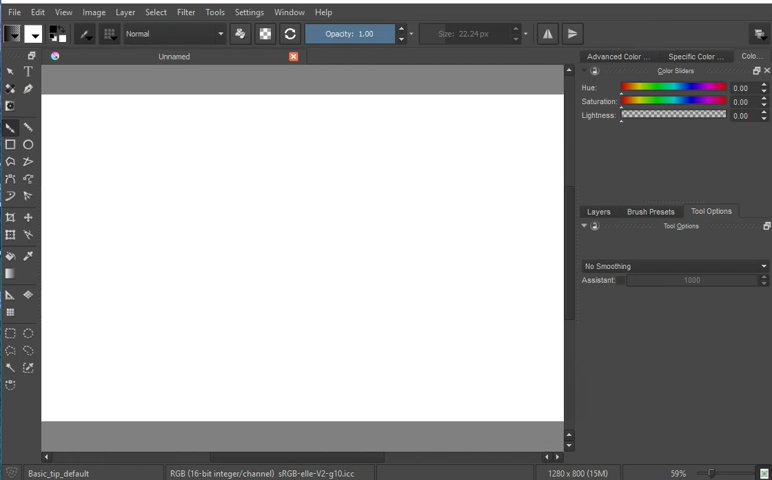 File Edit View Image Layer Select Filter Tools Settings Window Help
Normal Opacity: 1.00 Size: 22.24 px
Unnamed
Advanced Color ... Specific Color ... Colo...
Color Sliders
Hue: 0.00
Saturation: 0.00
Lightness: 0.00
Layers Brush Presets Tool Options
Tool Options
No Smoothing
Assistant: 1000
Basic_tip_default RGB (16-bit integer/channel) sRGB-elle-V2-g10.icc 1280 x 800 (15M) 59%